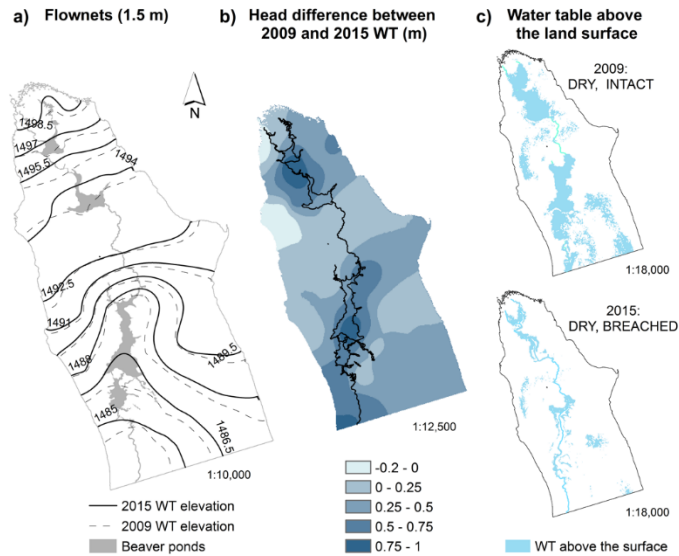 a) Flownets (1.5 m)
b) Head difference between
2009 and 2015 WT (m)
c) Water table above
the land surface
N
1498.5
1497
1495.5
1494
1492.5
1491
1488
1489.5
1485
1486.5
1:10,000
2015 WT elevation
2009 WT elevation
Beaver ponds
1:12,500
-0.2 - 0
0 - 0.25
0.25 - 0.5
0.5 - 0.75
0.75 - 1
2009:
DRY, INTACT
1:18,000
2015:
DRY, BREACHED
1:18,000
WT above the surface